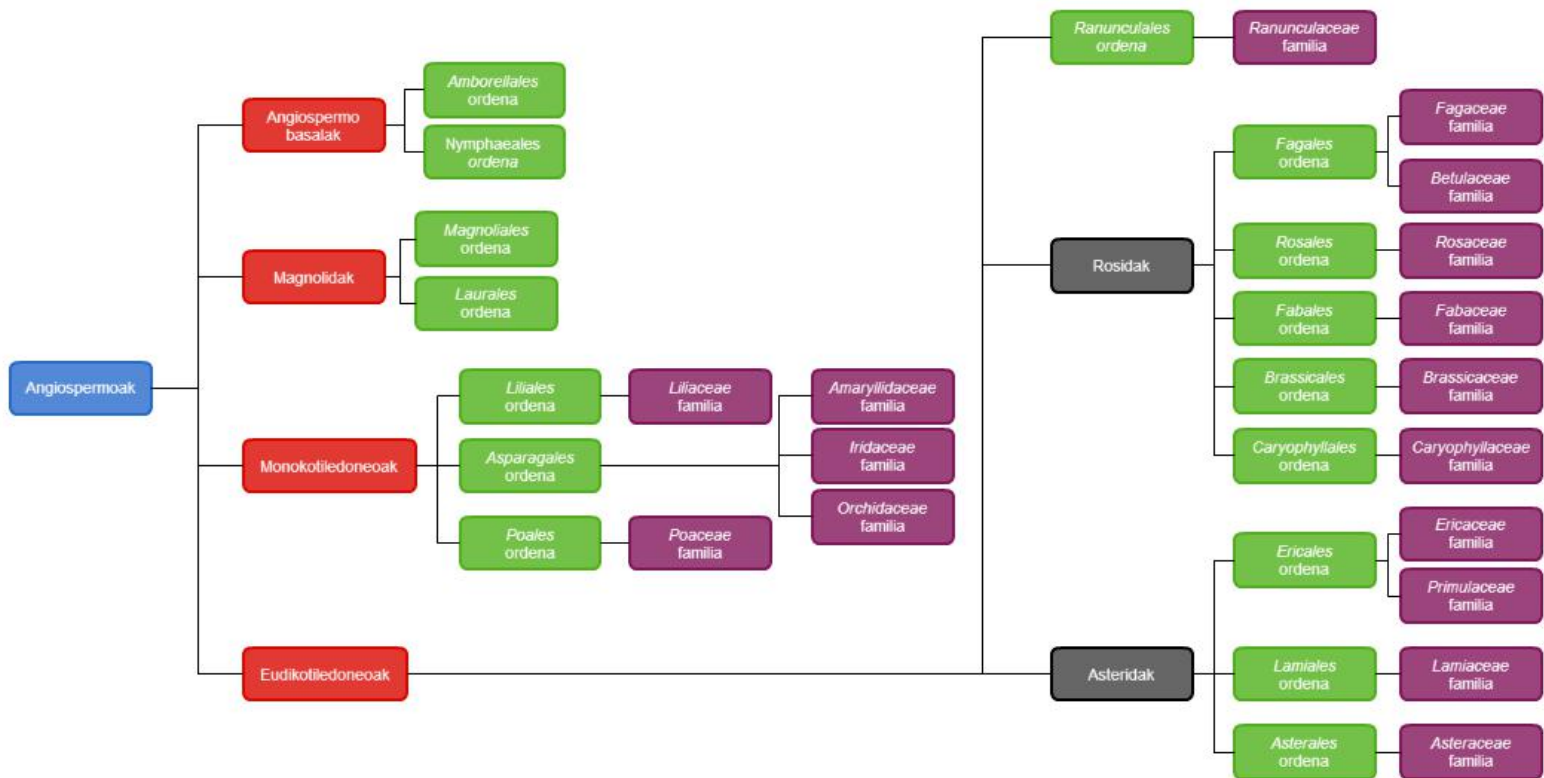 Angiospermoak
Angiospermo
basalak
Amborellales
ordena
Nymphaeales
ordena
Magnolidak
Magnoliales
ordena
Laurales
ordena
Monokotiledoneoak
Liliales
ordena
Liliaceae
familia
Asparagales
ordena
Amaryllidaceae
familia
Iridaceae
familia
Orchidaceae
familia
Poales
ordena
Poaceae
familia
Eudikotiledoneoak
Ranunculales
ordena
Ranunculaceae
familia
Rosidak
Fagales
ordena
Fagaceae
familia
Betulaceae
familia
Rosales
ordena
Rosaceae
familia
Fabales
ordena
Fabaceae
familia
Brassicales
ordena
Brassicaceae
familia
Caryophyllales
ordena
Caryophyllaceae
familia
Asteridak
Ericales
ordena
Ericaceae
familia
Primulaceae
familia
Lamiales
ordena
Lamiaceae
familia
Asterales
ordena
Asteraceae
familia